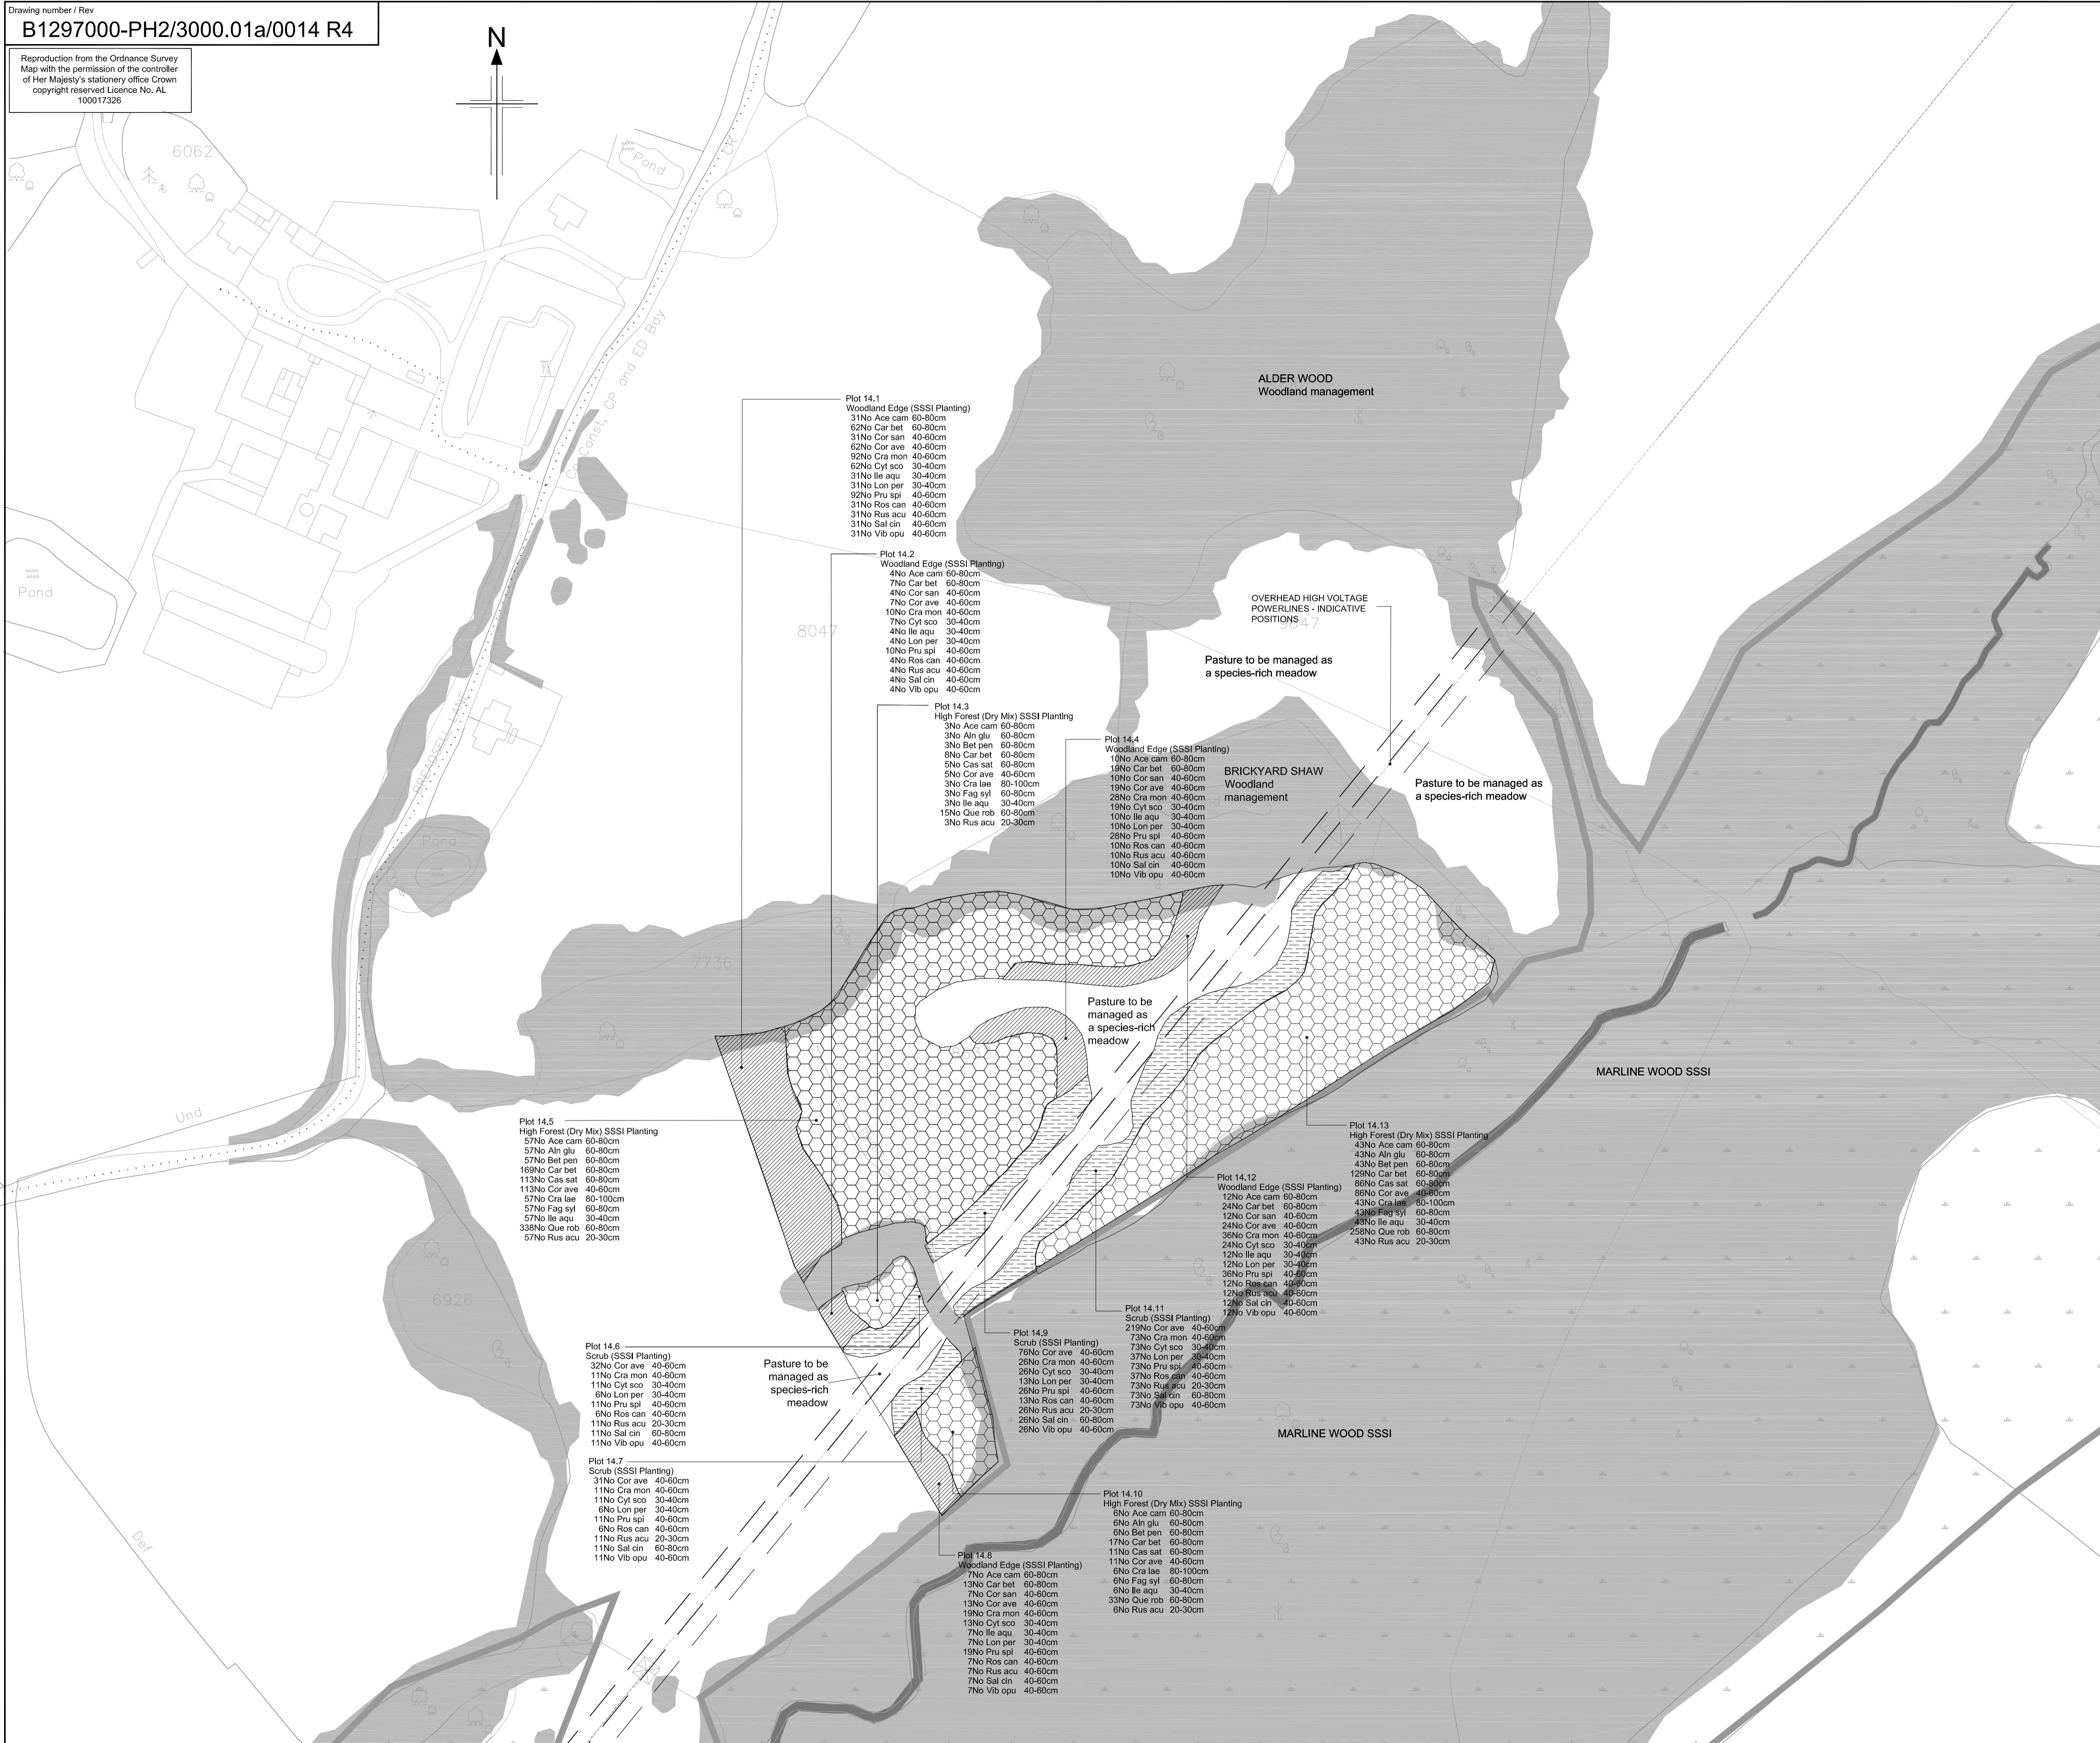 Drawing number / Rev
B1297000-PH2/3000.01a/0014 R4
Reproduction from the Ordnance Survey
Map with the permission of the controller
of Her Majesty's stationery office Crown
copyright reserved Licence No. AL
100017326
N
6062
Pond
CR
Co Const, CP and ED Bdy
Pond
ALDER WOOD
Woodland management
Plot 14.1
Woodland Edge (SSSI Planting)
31No Ace cam 60-80cm
62No Car bet 60-80cm
31No Cor san 40-60cm
62No Cor ave 40-60cm
92No Cra mon 40-60cm
62No Cyt sco 30-40cm
31No Ile aqu 30-40cm
31No Lon per 30-40cm
92No Pru spi 40-60cm
31No Ros can 40-60cm
31No Rus acu 40-60cm
31No Sal cin 40-60cm
31No Vib opu 40-60cm
Plot 14.2
Woodland Edge (SSSI Planting)
4No Ace cam 60-80cm
7No Car bet 60-80cm
4No Cor san 40-60cm
7No Cor ave 40-60cm
10No Cra mon 40-60cm
7No Cyt sco 30-40cm
4No Ile aqu 30-40cm
4No Lon per 30-40cm
10No Pru spi 40-60cm
4No Ros can 40-60cm
4No Rus acu 40-60cm
4No Sal cin 40-60cm
4No Vib opu 40-60cm
8047
OVERHEAD HIGH VOLTAGE
POWERLINES - INDICATIVE
POSITIONS
9647
Pasture to be managed as
a species-rich meadow
BREADSELL LANE
Plot 14.3
High Forest (Dry Mix) SSSI Planting
3No Ace cam 60-80cm
3No Aln glu 60-80cm
3No Bet pen 60-80cm
8No Car bet 60-80cm
5No Cas sat 60-80cm
5No Cor ave 40-60cm
3No Cra lae 80-100cm
3No Fag syl 60-80cm
3No Ile aqu 30-40cm
15No Que rob 60-80cm
3No Rus acu 20-30cm
Plot 14.4
Woodland Edge (SSSI Planting)
10No Ace cam 60-80cm
19No Car bet 60-80cm
10No Cor san 40-60cm
19No Cor ave 40-60cm
28No Cra mon 40-60cm
19No Cyt sco 30-40cm
10No Ile aqu 30-40cm
10No Lon per 30-40cm
28No Pru spi 40-60cm
10No Ros can 40-60cm
10No Rus acu 40-60cm
10No Sal cin 40-60cm
10No Vib opu 40-60cm
BRICKYARD SHAW
Woodland
management
Pasture to be managed as
a species-rich meadow
Pond
7736
Pasture to be
managed as
a species-rich
meadow
MARLINE WOOD SSSI
Und
Plot 14.5
High Forest (Dry Mix) SSSI Planting
57No Ace cam 60-80cm
57No Aln glu 60-80cm
57No Bet pen 60-80cm
169No Car bet 60-80cm
113No Cas sat 60-80cm
113No Cor ave 40-60cm
57No Cra lae 80-100cm
57No Fag syl 60-80cm
57No Ile aqu 30-40cm
338No Que rob 60-80cm
57No Rus acu 20-30cm
Plot 14.13
High Forest (Dry Mix) SSSI Planting
43No Ace cam 60-80cm
43No Aln glu 60-80cm
43No Bet pen 60-80cm
129No Car bet 60-80cm
86No Cas sat 60-80cm
86No Cor ave 40-60cm
43No Cra lae 80-100cm
43No Fag syl 60-80cm
43No Ile aqu 30-40cm
258No Que rob 60-80cm
43No Rus acu 20-30cm
Plot 14.12
Woodland Edge (SSSI Planting)
12No Ace cam 60-80cm
24No Car bet 60-80cm
12No Cor san 40-60cm
24No Cor ave 40-60cm
36No Cra mon 40-60cm
24No Cyt sco 30-40cm
12No Ile aqu 30-40cm
12No Lon per 30-40cm
36No Pru spi 40-60cm
12No Ros can 40-60cm
12No Rus acu 40-60cm
12No Sal cin 40-60cm
12No Vib opu 40-60cm
6926
Plot 14.11
Scrub (SSSI Planting)
219No Cor ave 40-60cm
73No Cra mon 40-60cm
73No Cyt sco 30-40cm
37No Lon per 30-40cm
73No Pru spi 40-60cm
37No Ros can 40-60cm
73No Rus acu 20-30cm
73No Sal cin 60-80cm
73No Vib opu 40-60cm
Plot 14.9
Scrub (SSSI Planting)
76No Cor ave 40-60cm
26No Cra mon 40-60cm
26No Cyt sco 30-40cm
13No Lon per 30-40cm
26No Pru spi 40-60cm
13No Ros can 40-60cm
26No Rus acu 20-30cm
26No Sal cin 60-80cm
26No Vib opu 40-60cm
Plot 14.6
Scrub (SSSI Planting)
32No Cor ave 40-60cm
11No Cra mon 40-60cm
11No Cyt sco 30-40cm
6No Lon per 30-40cm
11No Pru spi 40-60cm
6No Ros can 40-60cm
11No Rus acu 20-30cm
11No Sal cin 60-80cm
11No Vib opu 40-60cm
Pasture to be
managed as
species-rich
meadow
MARLINE WOOD SSSI
Plot 14.7
Scrub (SSSI Planting)
31No Cor ave 40-60cm
11No Cra mon 40-60cm
11No Cyt sco 30-40cm
6No Lon per 30-40cm
11No Pru spi 40-60cm
6No Ros can 40-60cm
11No Rus acu 20-30cm
11No Sal cin 60-80cm
11No Vib opu 40-60cm
Def
Plot 14.10
High Forest (Dry Mix) SSSI Planting
6No Ace cam 60-80cm
6No Aln glu 60-80cm
6No Bet pen 60-80cm
17No Car bet 60-80cm
11No Cas sat 60-80cm
11No Cor ave 40-60cm
6No Cra lae 80-100cm
6No Fag syl 60-80cm
6No Ile aqu 30-40cm
33No Que rob 60-80cm
6No Rus acu 20-30cm
Plot 14.8
Woodland Edge (SSSI Planting)
7No Ace cam 60-80cm
13No Car bet 60-80cm
7No Cor san 40-60cm
13No Cor ave 40-60cm
19No Cra mon 40-60cm
13No Cyt sco 30-40cm
7No Ile aqu 30-40cm
7No Lon per 30-40cm
19No Pru spi 40-60cm
7No Ros can 40-60cm
7No Rus acu 40-60cm
7No Sal cin 40-60cm
7No Vib opu 40-60cm